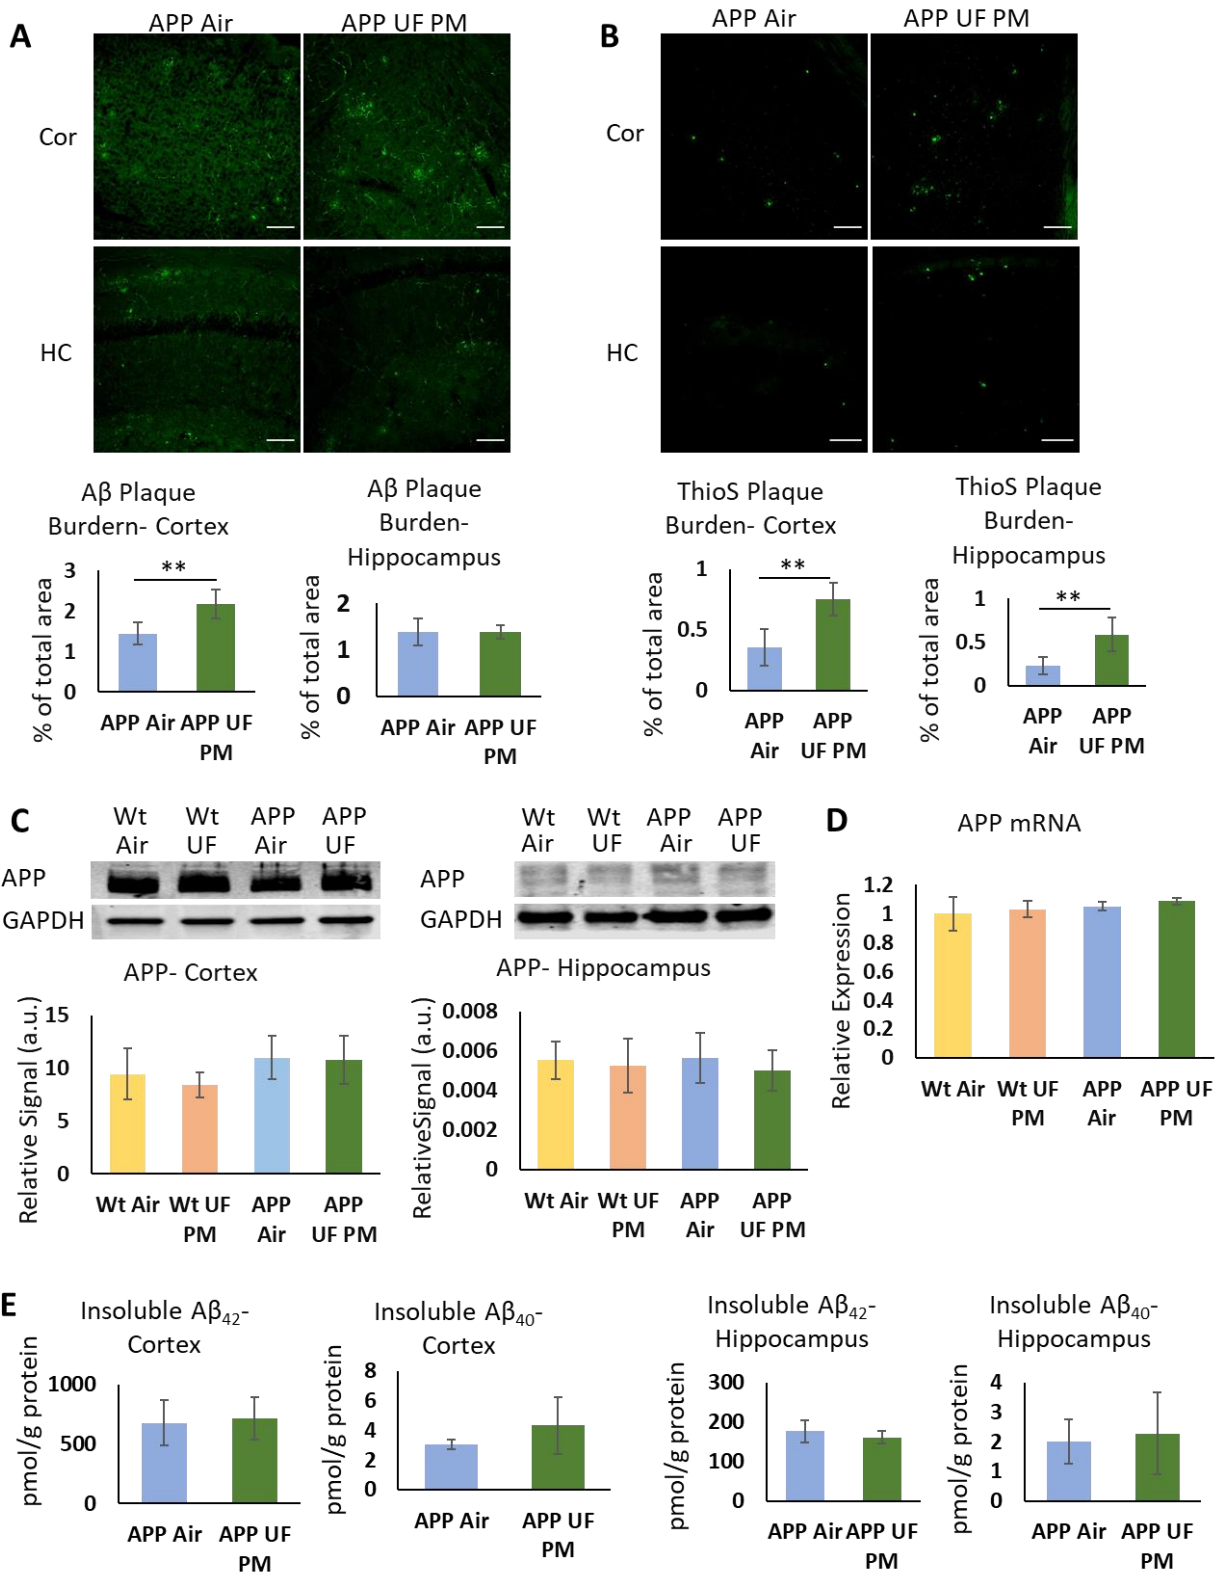 A
APP Air
APP UF PM
Cor
HC
Aβ Plaque
Burdern- Cortex
% of total area
3
2
1
0
**
APP Air
APP UF
PM
Aβ Plaque
Burden-
Hippocampus
% of total area
2
1
0
APP Air
APP UF
PM
B
APP Air
APP UF PM
Cor
HC
ThioS Plaque
Burden- Cortex
% of total area
1
0.5
0
**
APP
Air
APP
UF PM
ThioS Plaque
Burden-
Hippocampus
% of total area
1
0.5
0
**
APP
Air
APP
UF PM
C
Wt
Air
Wt
UF
APP
Air
APP
UF
APP
GAPDH
APP- Cortex
Relative Signal (a.u.)
15
10
5
0
Wt Air
Wt UF
PM
APP
Air
APP
UF PM
Wt
Air
Wt
UF
APP
Air
APP
UF
APP
GAPDH
APP- Hippocampus
RelativeSignal (a.u.)
0.008
0.006
0.004
0.002
0
Wt Air
Wt UF
PM
APP
Air
APP
UF PM
D
APP mRNA
Relative Expression
1.2
1
0.8
0.6
0.4
0.2
0
Wt Air
Wt UF
PM
APP
Air
APP UF
PM
E
Insoluble Aβ42-
Cortex
pmol/g protein
1000
500
0
APP Air
APP UF
PM
Insoluble Aβ40-
Cortex
pmol/g protein
8
6
4
2
0
APP Air
APP UF
PM
Insoluble Aβ42-
Hippocampus
pmol/g protein
300
200
100
0
APP Air
APP UF
PM
Insoluble Aβ40-
Hippocampus
pmol/g protein
4
3
2
1
0
APP Air
APP UF
PM